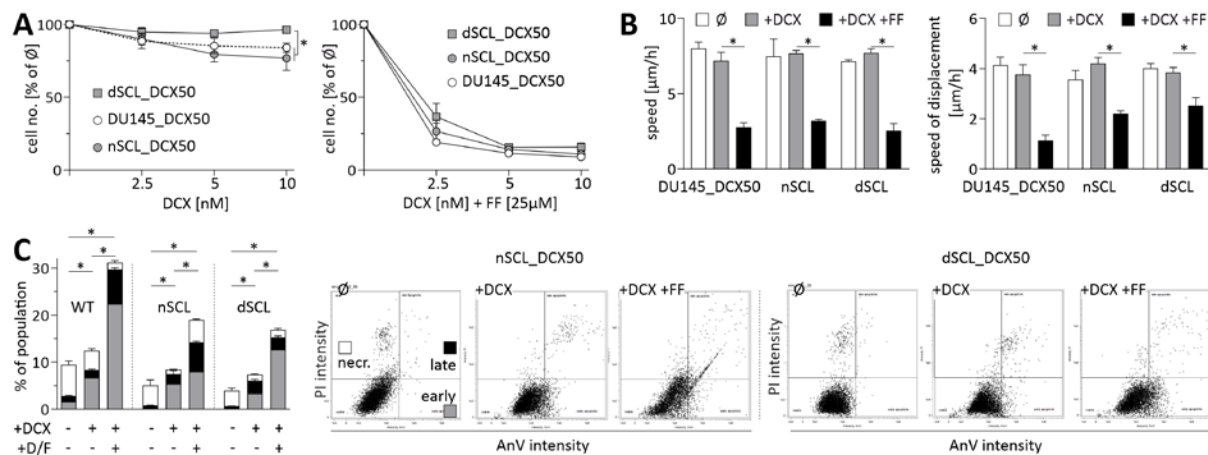 A
cell no. [% of Ø]
100
50
0
dSCL_DCX50
DU145_DCX50
nSCL_DCX50
*
2.5 5 10
DCX [nM]
cell no. [% of Ø]
100
50
0
dSCL_DCX50
nSCL_DCX50
DU145_DCX50
2.5 5 10
DCX [nM] + FF [25µM]
B
Ø +DCX +DCX +FF
speed [µm/h]
10
8
6
4
2
0
* * *
DU145_DCX50 nSCL dSCL
speed of displacement
[µm/h]
6
4
2
0
* * *
DU145_DCX50 nSCL dSCL
C
% of population
30
20
10
0
* * *
* * * * * *
WT nSCL dSCL
+DCX - + + - + + - + +
+D/F - - + - - + - - +
nSCL_DCX50
Ø +DCX +DCX +FF
PI intensity
necr. late
early
AnV intensity
dSCL_DCX50
Ø +DCX +DCX +FF
PI intensity
AnV intensity